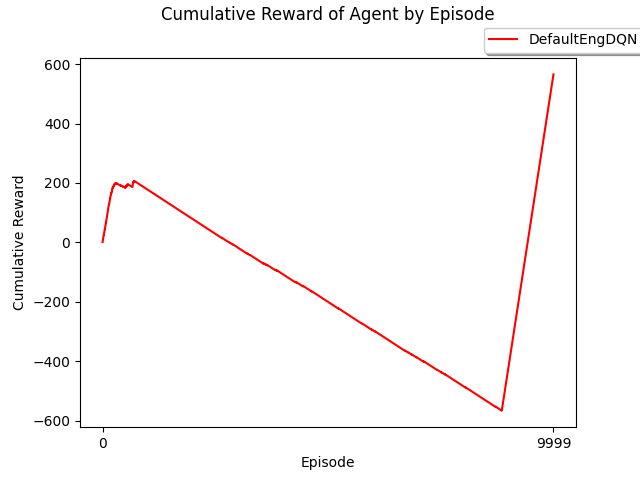 Cumulative Reward of Agent by Episode
DefaultEngDQN
600
400
200
0
−200
−400
−600
Cumulative Reward
0
9999
Episode